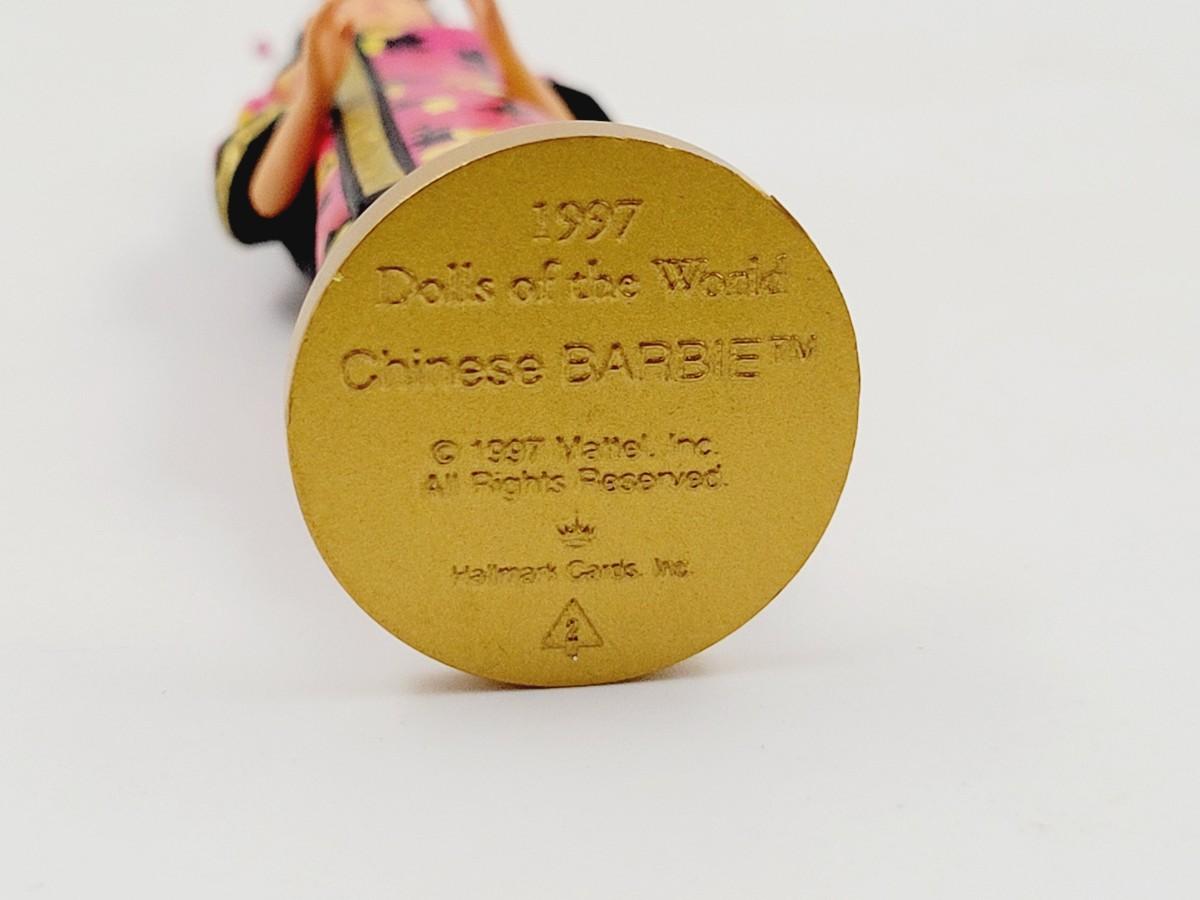 1997
Dolls of the World
Chinese BARBIE™
© 1997 Mattel, Inc.
All Rights Reserved.
Hallmark Cards, Inc.
2